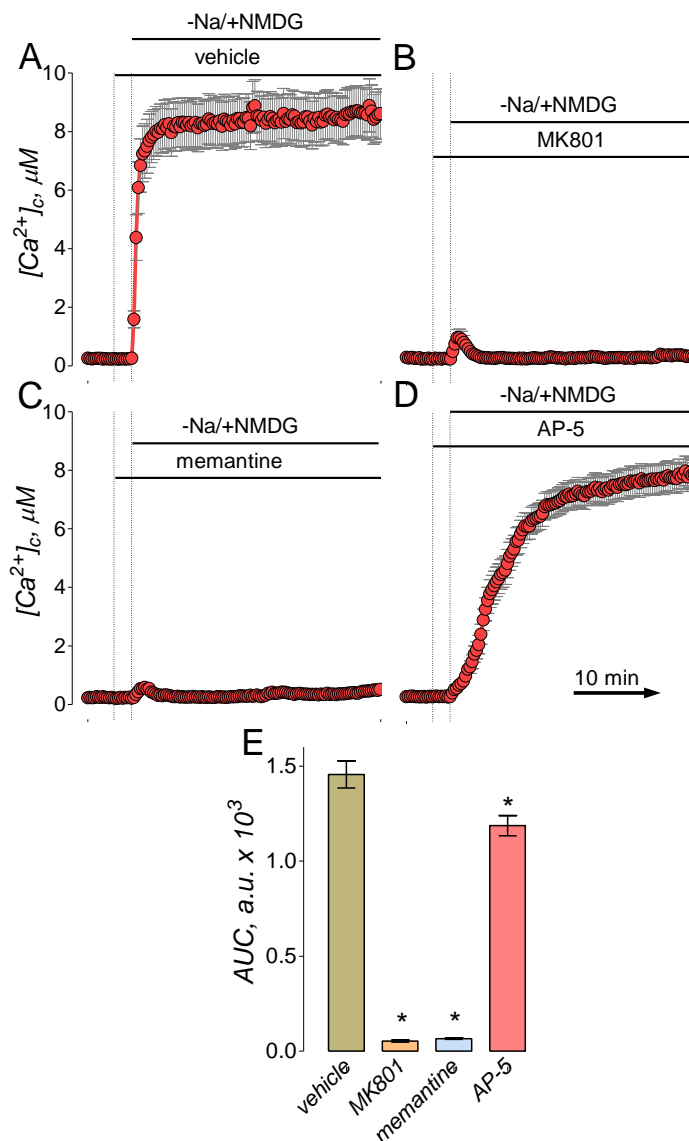 -Na/+NMDG
vehicle
A
10
8
6
4
2
0
[Ca²⁺]c, μM
B
-Na/+NMDG
MK801
C
-Na/+NMDG
memantine
10
8
6
4
2
0
[Ca²⁺]c, μM
D
-Na/+NMDG
AP-5
10 min
E
1.5
1.0
0.5
0.0
AUC, a.u. x 10³
*
*
*
vehicle
MK801
memantine
AP-5